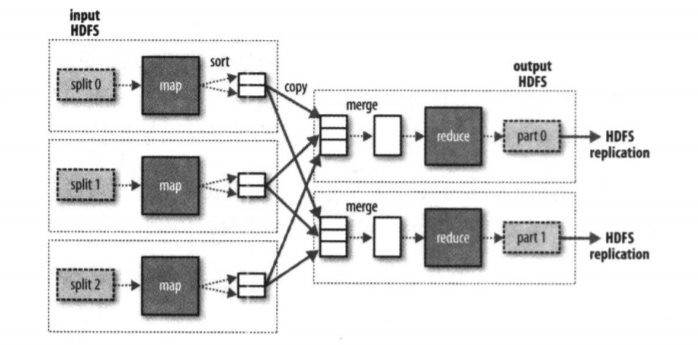 input
HDFS
sort
split 0
map
copy
output
HDFS
merge
reduce
part 0
HDFS
replication
split 1
map
merge
reduce
part 1
HDFS
replication
split 2
map